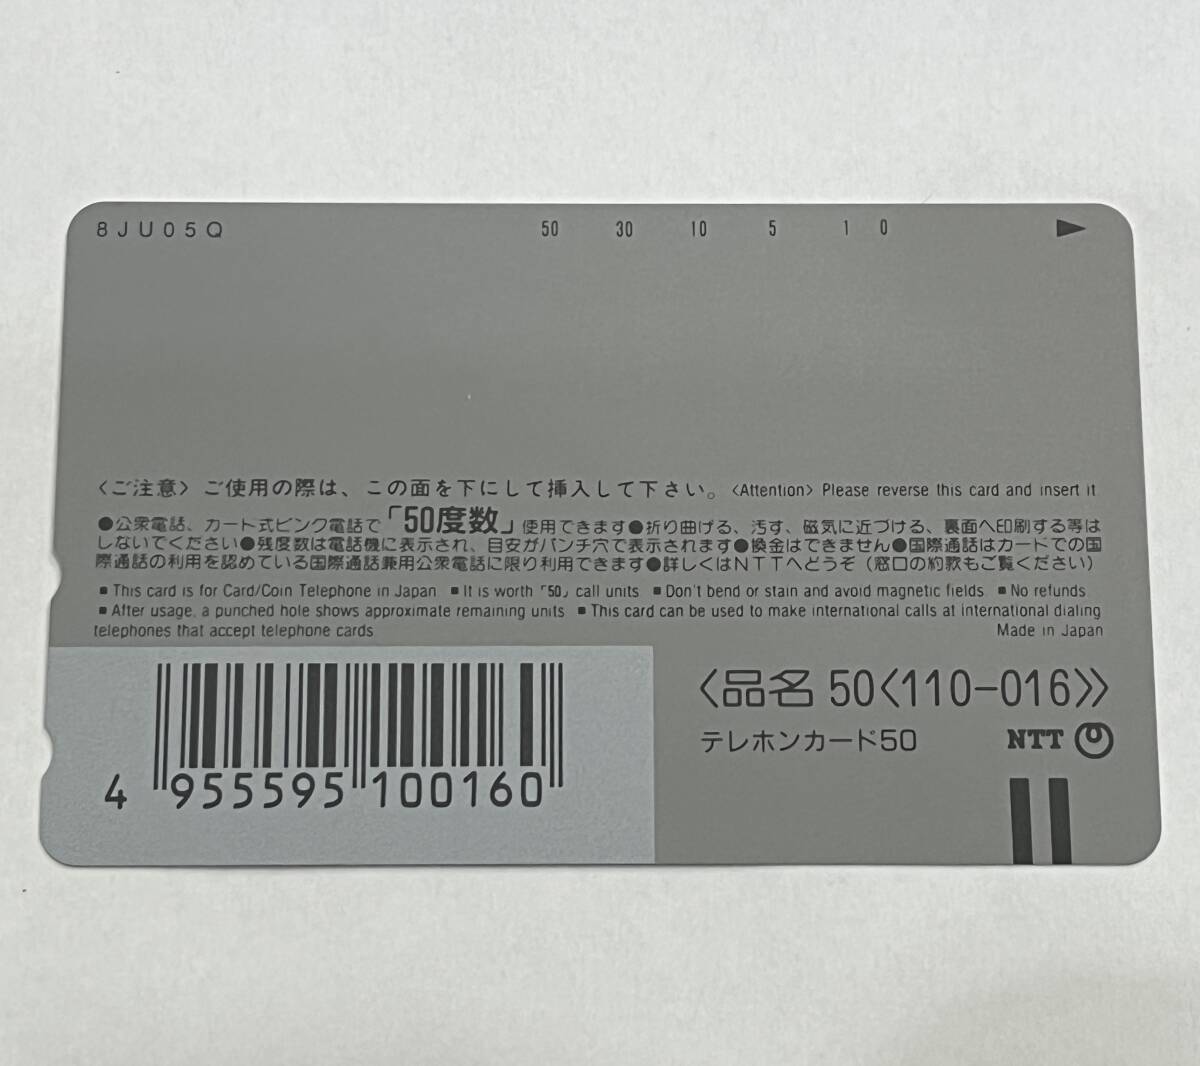 8JU05Q 50 30 10 5 1 0
〈ご注意〉ご使用の際は、この面を下にして挿入して下さい。〈Attention〉Please reverse this card and insert it
●公衆電話、カード式ピンク電話で「50度数」使用できます●折り曲げる、汚す、磁気に近づける、裏面へ印刷する等は
しないでください●残度数は電話機に表示され、目安がパンチ穴で表示されます●換金はできません●国際通話はカードでの国
際通話の利用を認めている国際通話兼用公衆電話に限り利用できます●詳しくはNTTへどうぞ（窓口の約款もご覧ください）
■ This card is for Card/Coin Telephone in Japan ■ It is worth「50」call units ■ Don't bend or stain and avoid magnetic fields ■ No refunds
■ After usage, a punched hole shows approximate remaining units ■ This card can be used to make international calls at international dialing
telephones that accept telephone cards Made in Japan
〈品名 50〈110-016〉〉
テレホンカード50 NTT
4 955595 100160